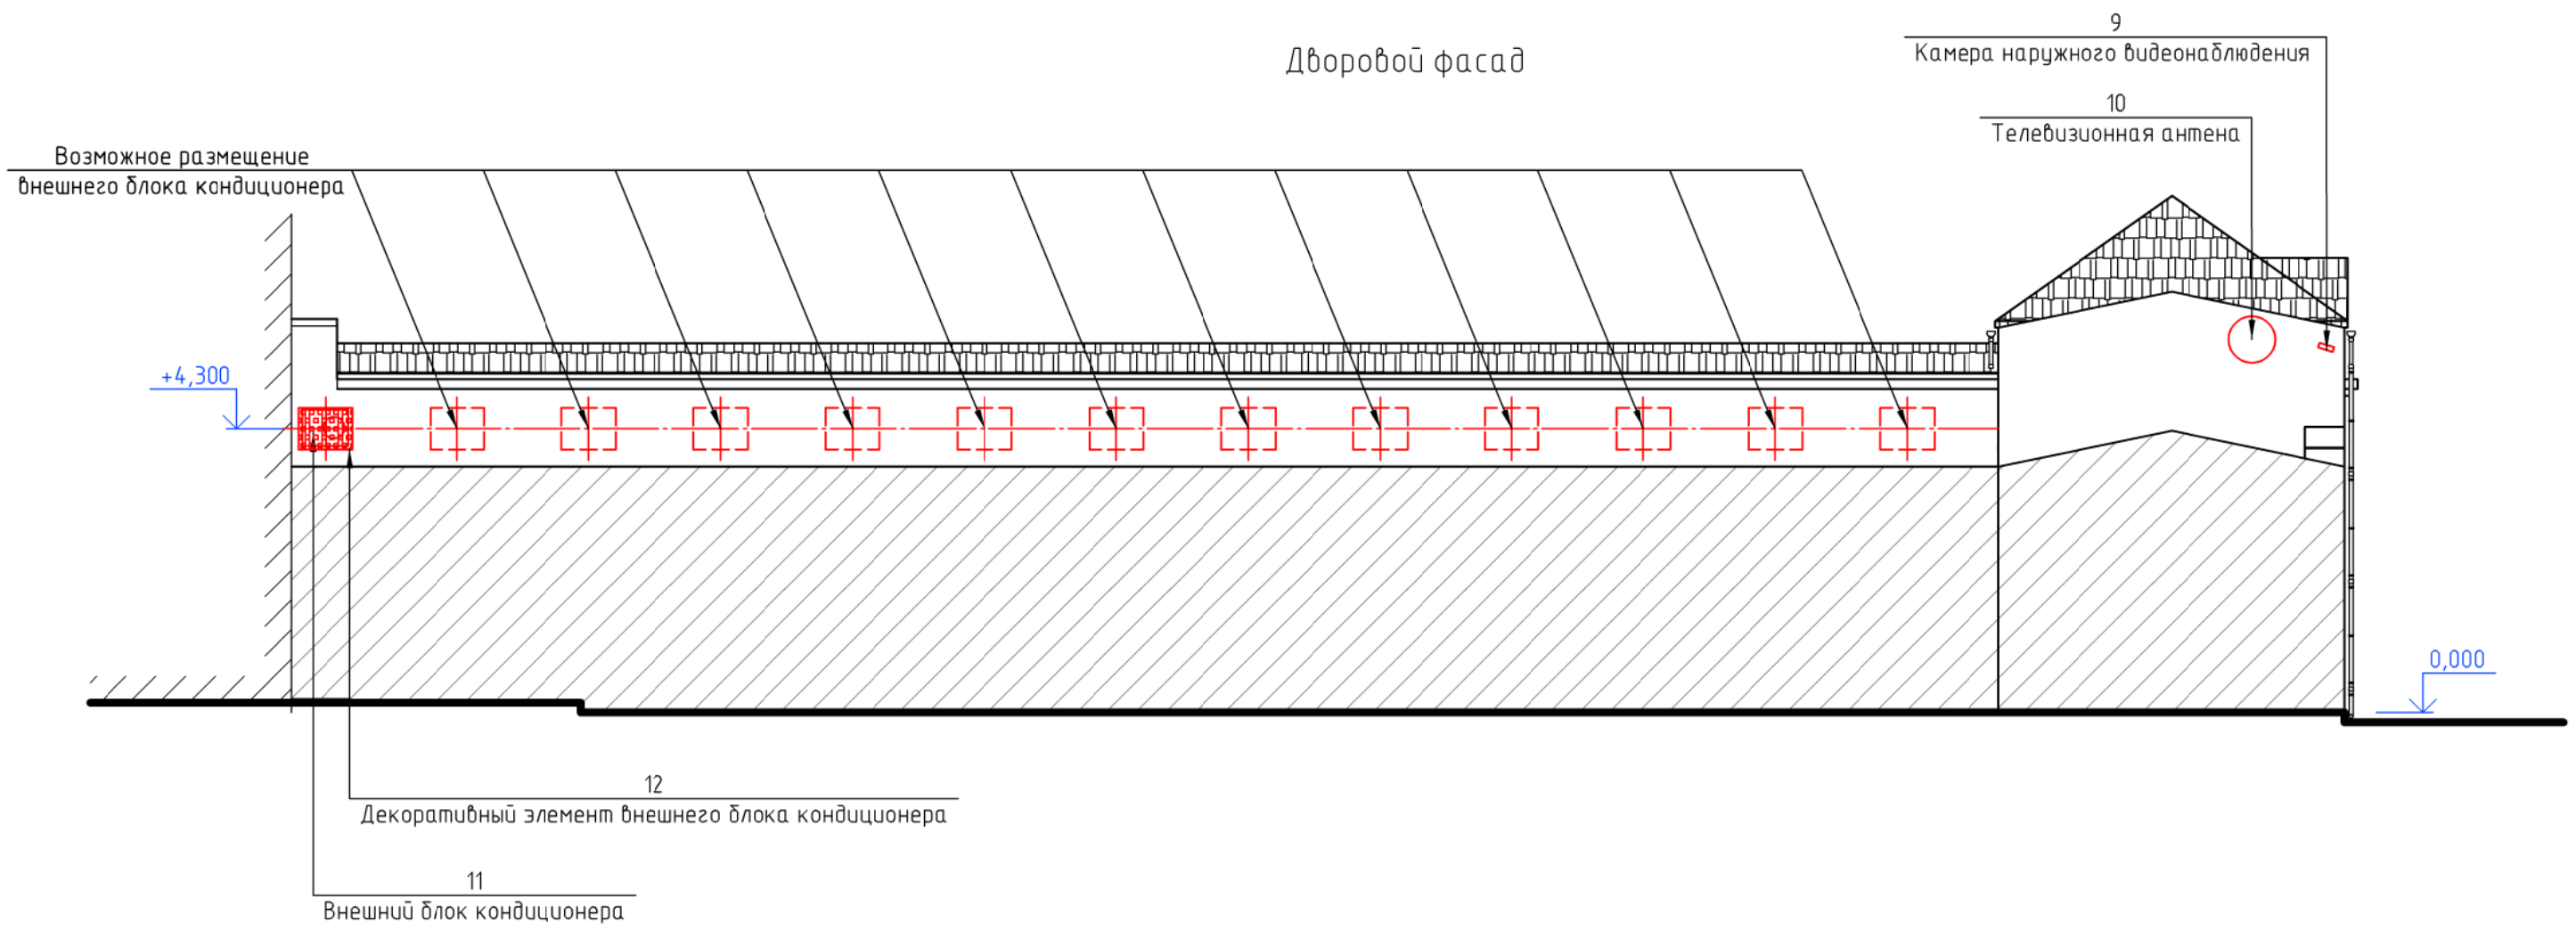 Дворовой фасад
9
Камера наружного видеонаблюдения
10
Телевизионная антена
Возможное размещение
внешнего блока кондиционера
+4,300
0,000
12
Декоративный элемент внешнего блока кондиционера
11
Внешний блок кондиционера